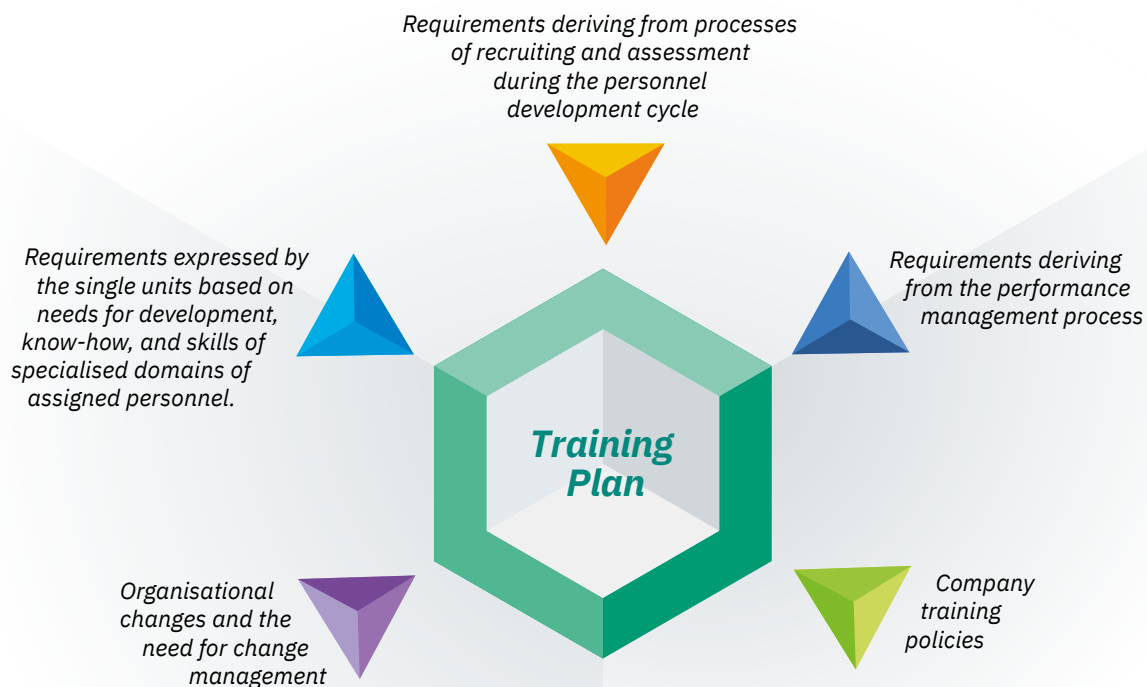 Requirements deriving from processes
of recruiting and assessment
during the personnel
development cycle
Requirements expressed by
the single units based on
needs for development,
know-how, and skills of
specialised domains of
assigned personnel.
Requirements deriving
from the performance
management process
Training
Plan
Organisational
changes and the
need for change
management
Company
training
policies